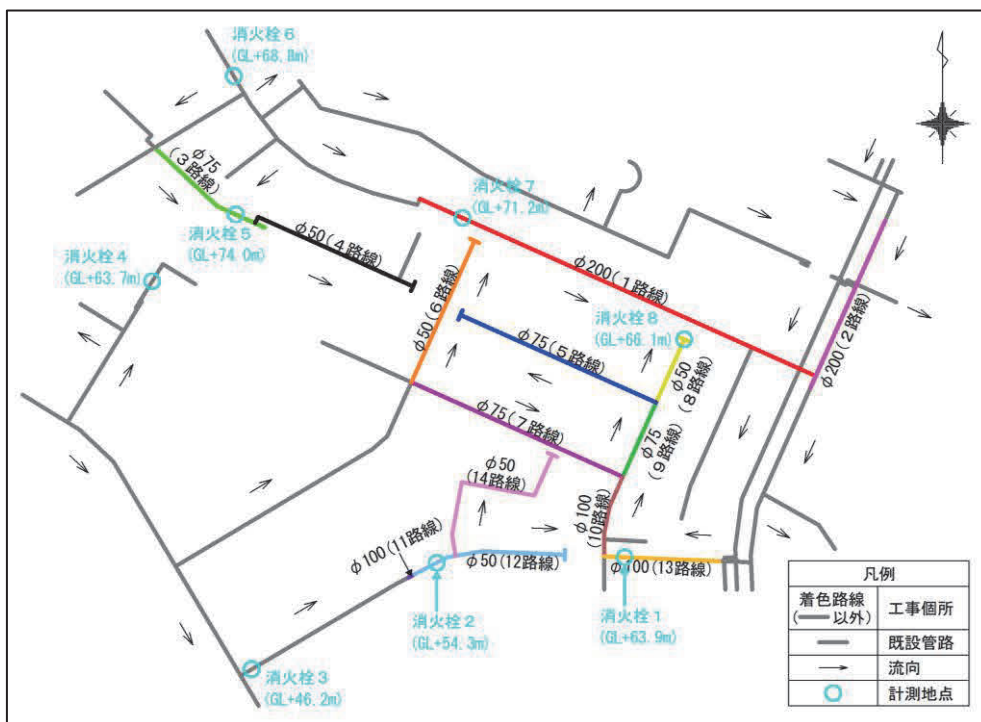 消火栓６
(GL+68.8m)
φ75
(３路線)
消火栓５
(GL+74.0m)
φ50(４路線)
消火栓４
(GL+63.7m)
消火栓７
(GL+71.2m)
φ200(１路線)
φ200(２路線)
φ50(６路線)
消火栓８
(GL+66.1m)
φ75(５路線)
φ50
(８路線)
φ75
(９路線)
φ75(７路線)
φ50
(14路線)
φ100
(10路線)
φ100(11路線)
φ50(12路線)
φ100(13路線)
消火栓２
(GL+54.3m)
消火栓１
(GL+63.9m)
消火栓３
(GL+46.2m)
凡例
着色路線
(
以外)
工事個所
既設管路
流向
計測地点